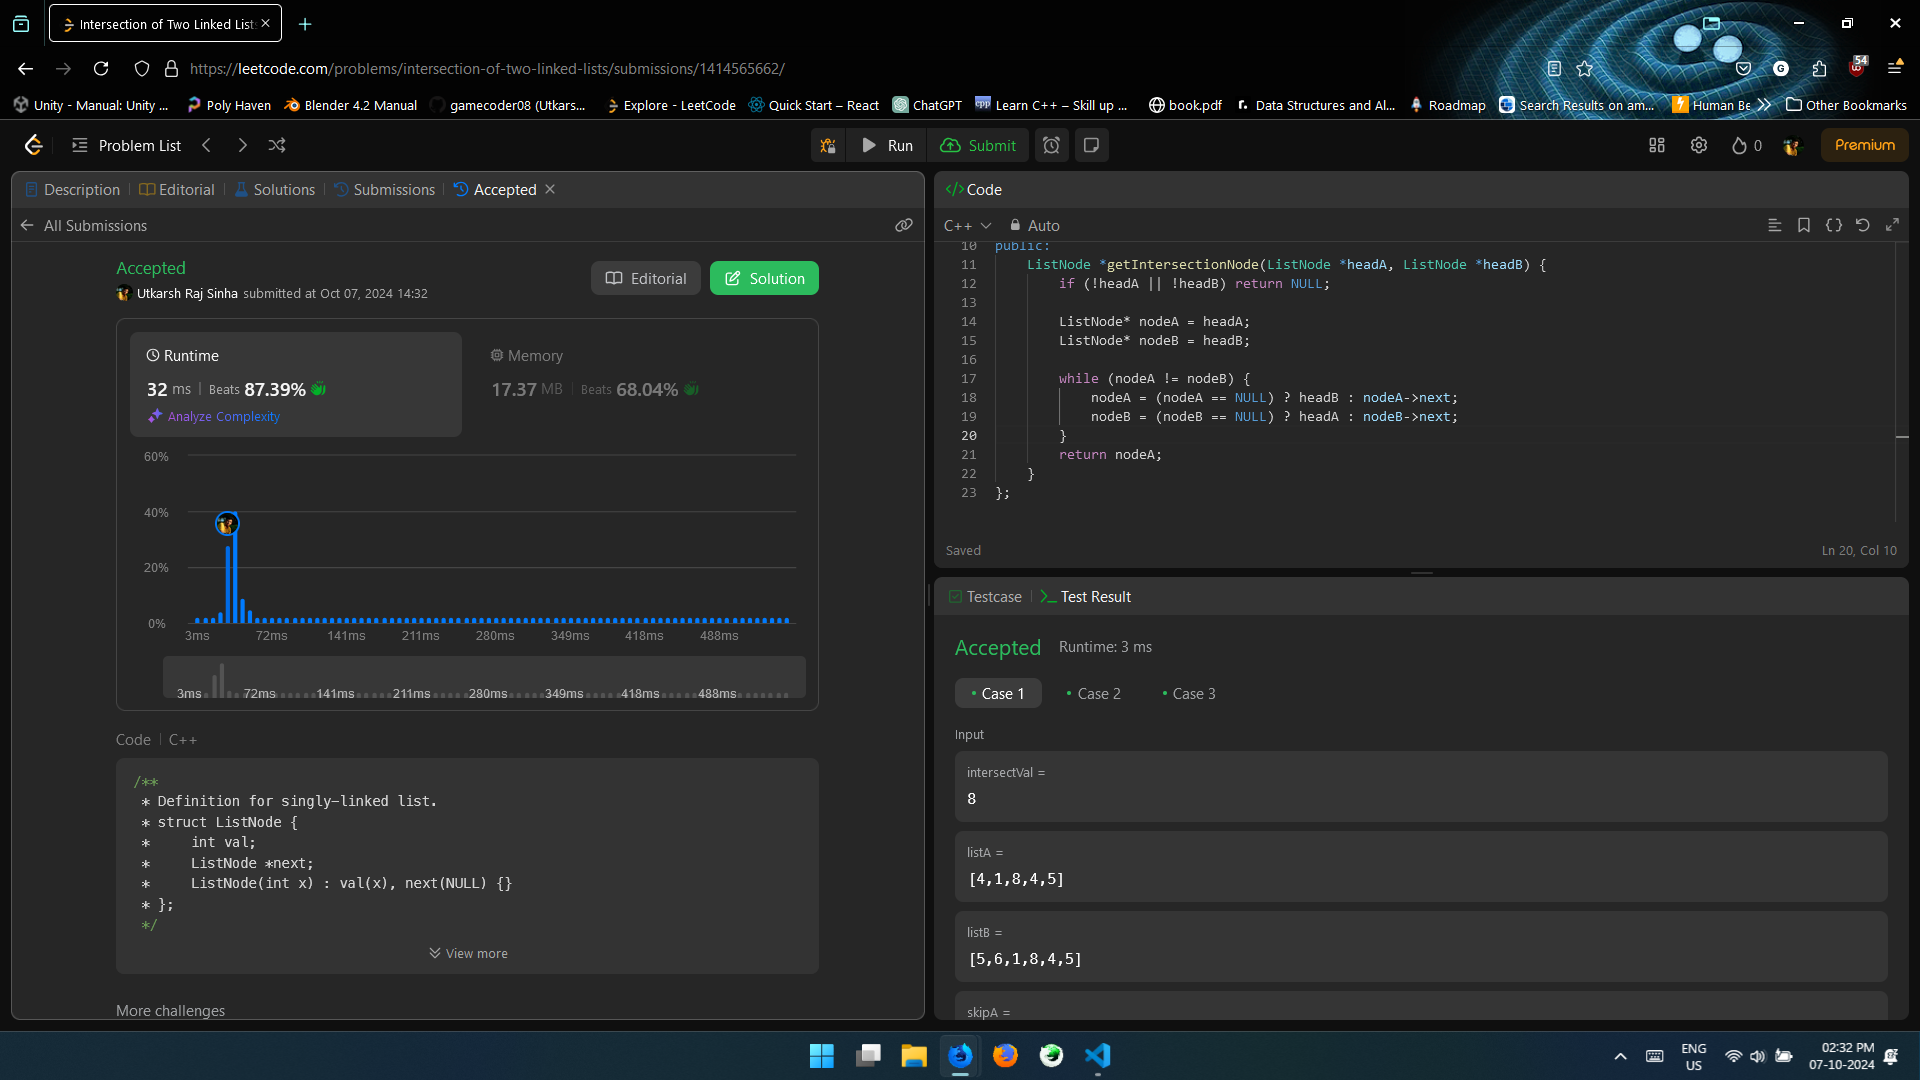 Intersection of Two Linked Lists
https://leetcode.com/problems/intersection-of-two-linked-lists/submissions/1414565662/
54
Unity - Manual: Unity ...
Poly Haven
Blender 4.2 Manual
gamecoder08 (Utkars...
Explore - LeetCode
Quick Start – React
ChatGPT
Learn C++ – Skill up ...
book.pdf
Data Structures and Al...
Roadmap
Search Results on am...
Human Be
Other Bookmarks
Problem List
Run
Submit
0
Premium
Description
Editorial
Solutions
Submissions
Accepted
All Submissions
Accepted
Utkarsh Raj Sinha submitted at Oct 07, 2024 14:32
Editorial
Solution
Runtime
32 ms | Beats 87.39%
Analyze Complexity
Memory
17.37 MB | Beats 68.04%
60%
40%
20%
0%
3ms 72ms 141ms 211ms 280ms 349ms 418ms 488ms
3ms 72ms 141ms 211ms 280ms 349ms 418ms 488ms
Code | C++
/**
* Definition for singly-linked list.
* struct ListNode {
*     int val;
*     ListNode *next;
*     ListNode(int x) : val(x), next(NULL) {}
* };
*/
View more
More challenges
</>Code
C++
Auto
10 public:
11     ListNode *getIntersectionNode(ListNode *headA, ListNode *headB) {
12         if (!headA || !headB) return NULL;
13
14         ListNode* nodeA = headA;
15         ListNode* nodeB = headB;
16
17         while (nodeA != nodeB) {
18             nodeA = (nodeA == NULL) ? headB : nodeA->next;
19             nodeB = (nodeB == NULL) ? headA : nodeB->next;
20         }
21         return nodeA;
22     }
23 };
Saved
Ln 20, Col 10
Testcase
Test Result
Accepted
Runtime: 3 ms
• Case 1
• Case 2
• Case 3
Input
intersectVal =
8
listA =
[4,1,8,4,5]
listB =
[5,6,1,8,4,5]
skipA =
ENG
US
02:32 PM
07-10-2024